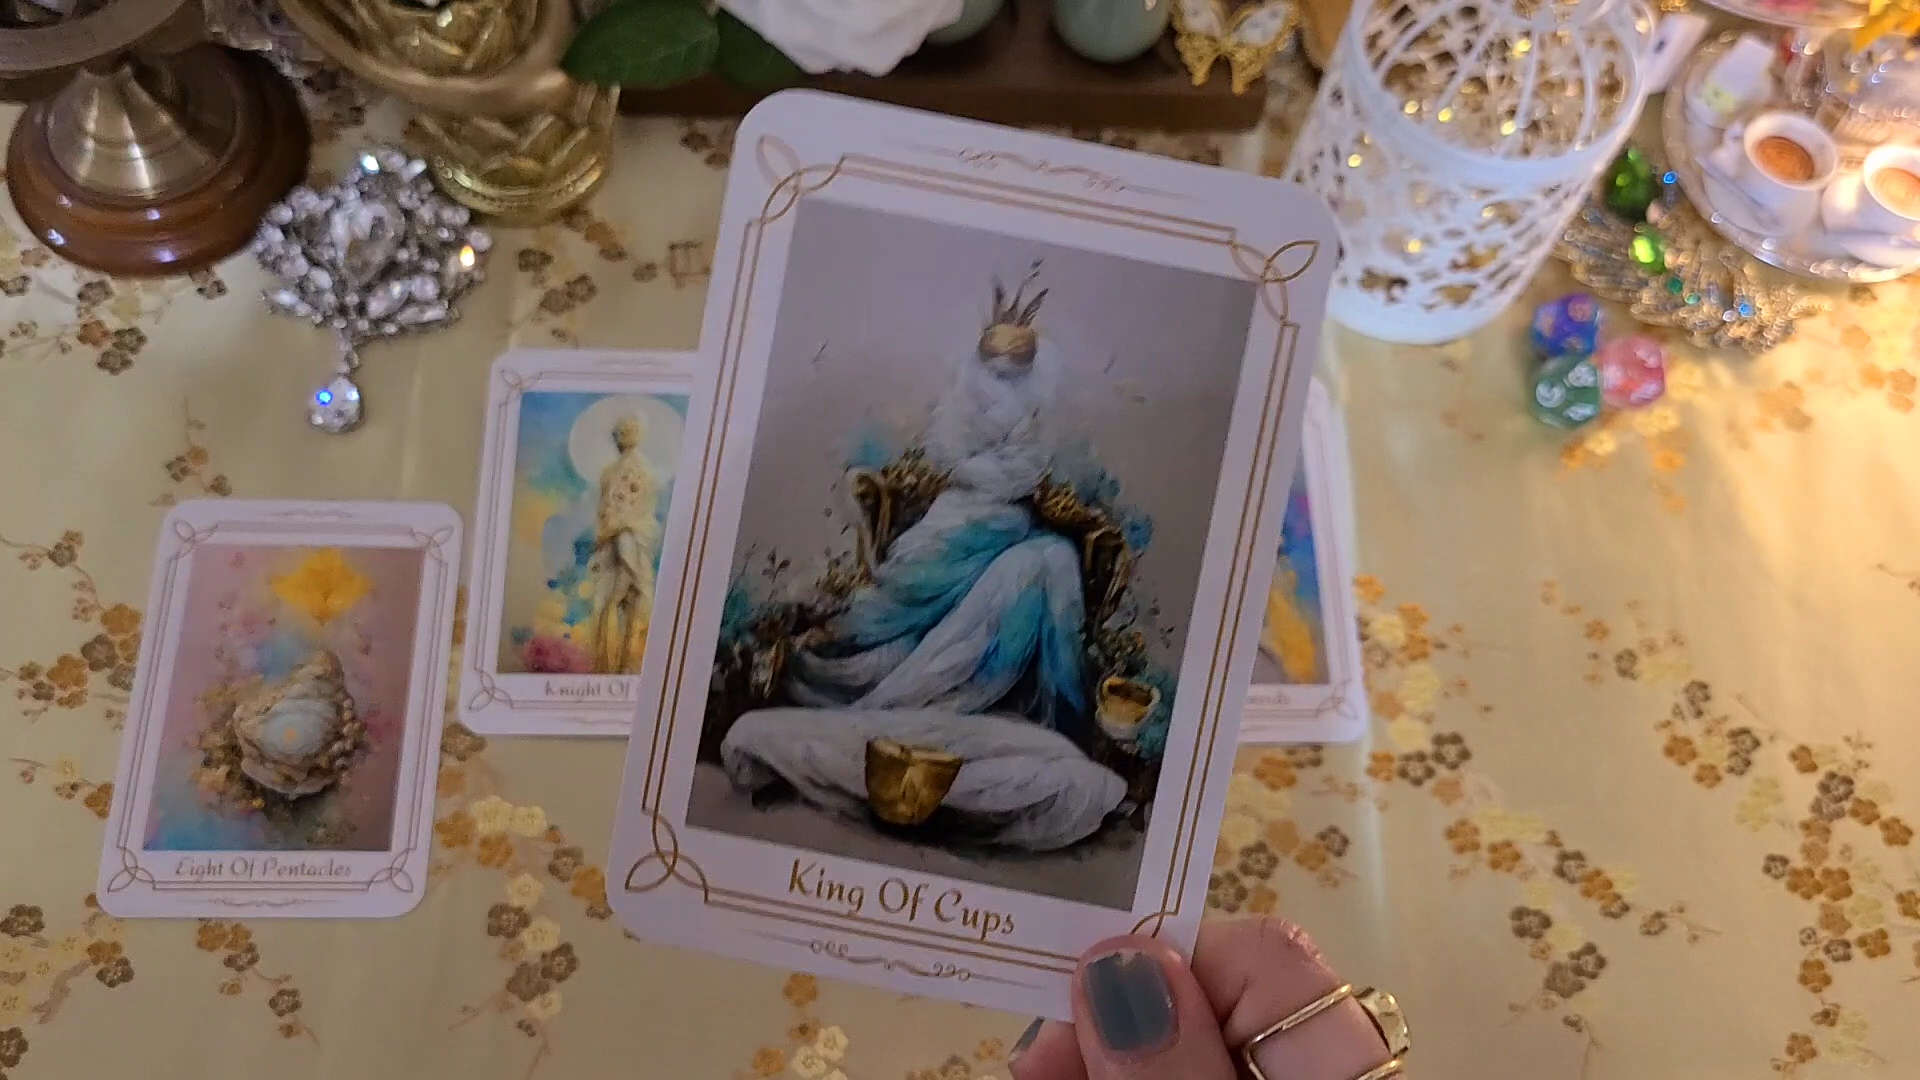 Knight Of
King Of Cups
Eight Of Pentacles